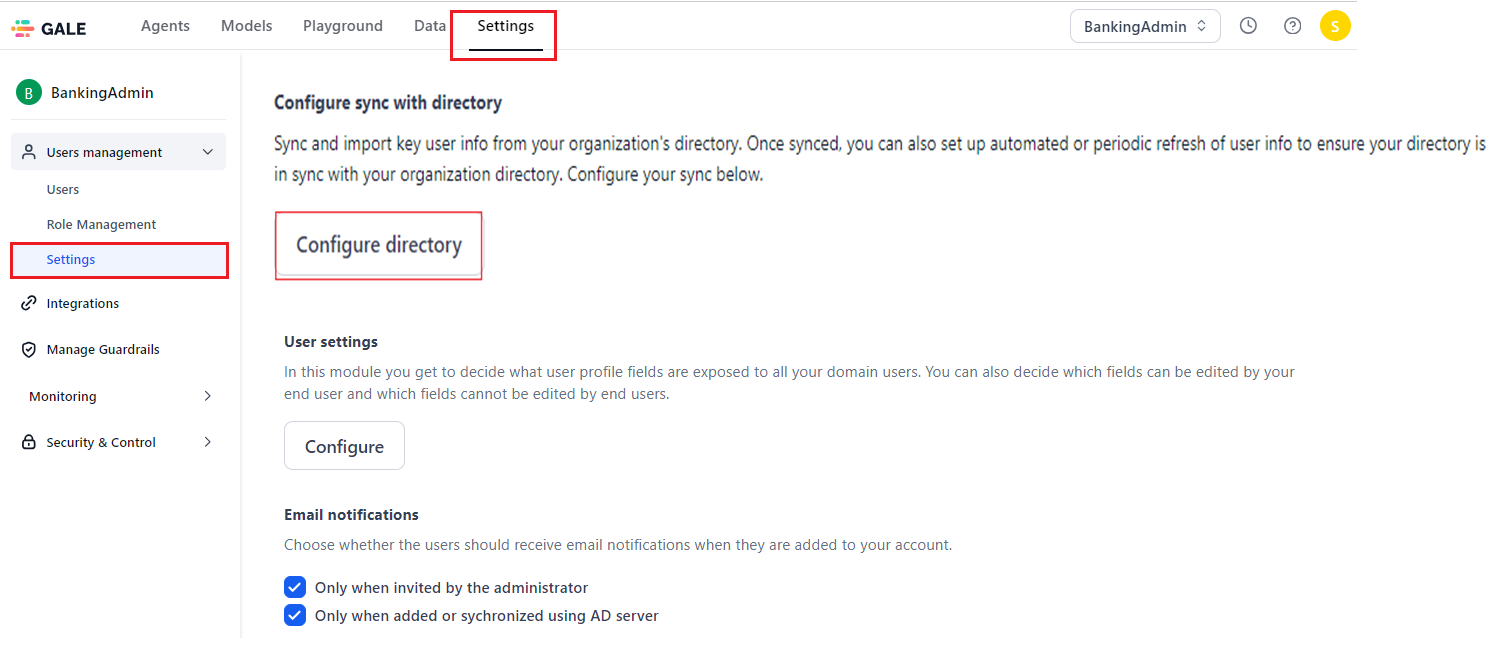 GALE
Agents
Models
Playground
Data
Settings
BankingAdmin
S
B
BankingAdmin
Users management
Users
Role Management
Settings
Integrations
Manage Guardrails
Monitoring
Security & Control
Configure sync with directory
Sync and import key user info from your organization's directory. Once synced, you can also set up automated or periodic refresh of user info to ensure your directory is
in sync with your organization directory. Configure your sync below.
Configure directory
User settings
In this module you get to decide what user profile fields are exposed to all your domain users. You can also decide which fields can be edited by your
end user and which fields cannot be edited by end users.
Configure
Email notifications
Choose whether the users should receive email notifications when they are added to your account.
Only when invited by the administrator
Only when added or sychronized using AD server